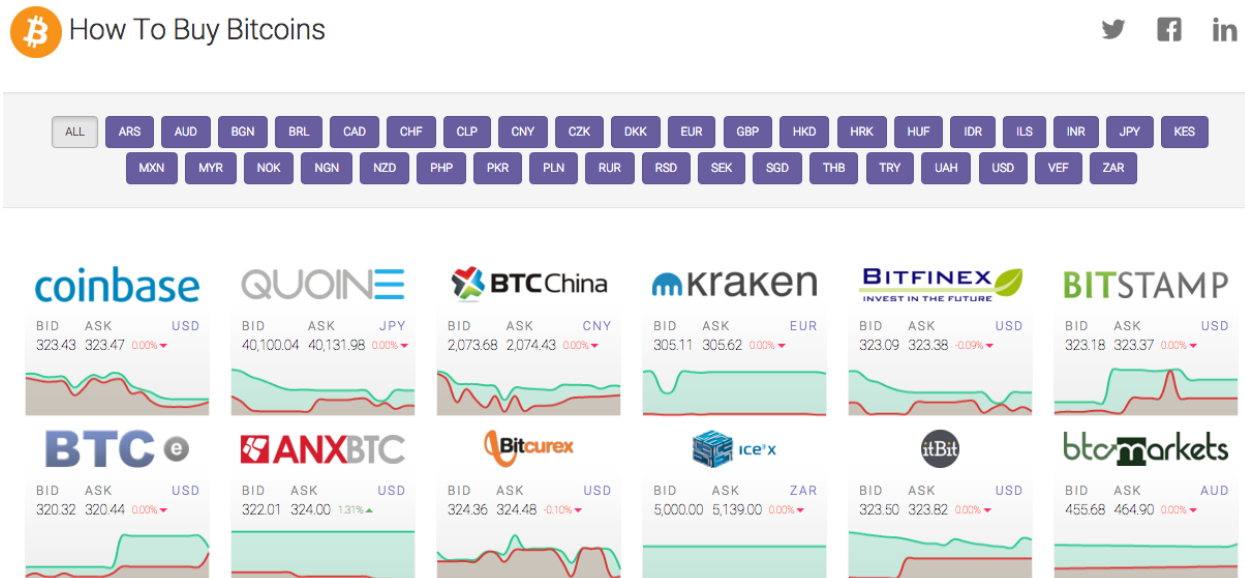 How To Buy Bitcoins
ALL ARS AUD BGN BRL CAD CHF CLP CNY CZK DKK EUR GBP HKD HRK HUF IDR ILS INR JPY KES
MXN MYR NOK NGN NZD PHP PKR PLN RUR RSD SEK SGD THB TRY UAH USD VEF ZAR
coinbase QUOINE BTCChina kraken BITFINEX BITSTAMP
INVEST IN THE FUTURE
BID ASK USD BID ASK JPY BID ASK CNY BID ASK EUR BID ASK USD BID ASK USD
323.43 323.47 0.00% 40,100.04 40,131.98 0.00% 2,073.68 2,074.43 0.00% 305.11 305.62 0.00% 323.09 323.38 -0.09% 323.18 323.37 0.00%
BTC e ANXBTC Bitcurex ice³x itBit btcmarkets
BID ASK USD BID ASK USD BID ASK USD BID ASK ZAR BID ASK USD BID ASK AUD
320.32 320.44 0.00% 322.01 324.00 1.31% 324.36 324.48 -0.10% 5,000.00 5,139.00 0.00% 323.50 323.82 0.00% 455.68 464.90 0.00%